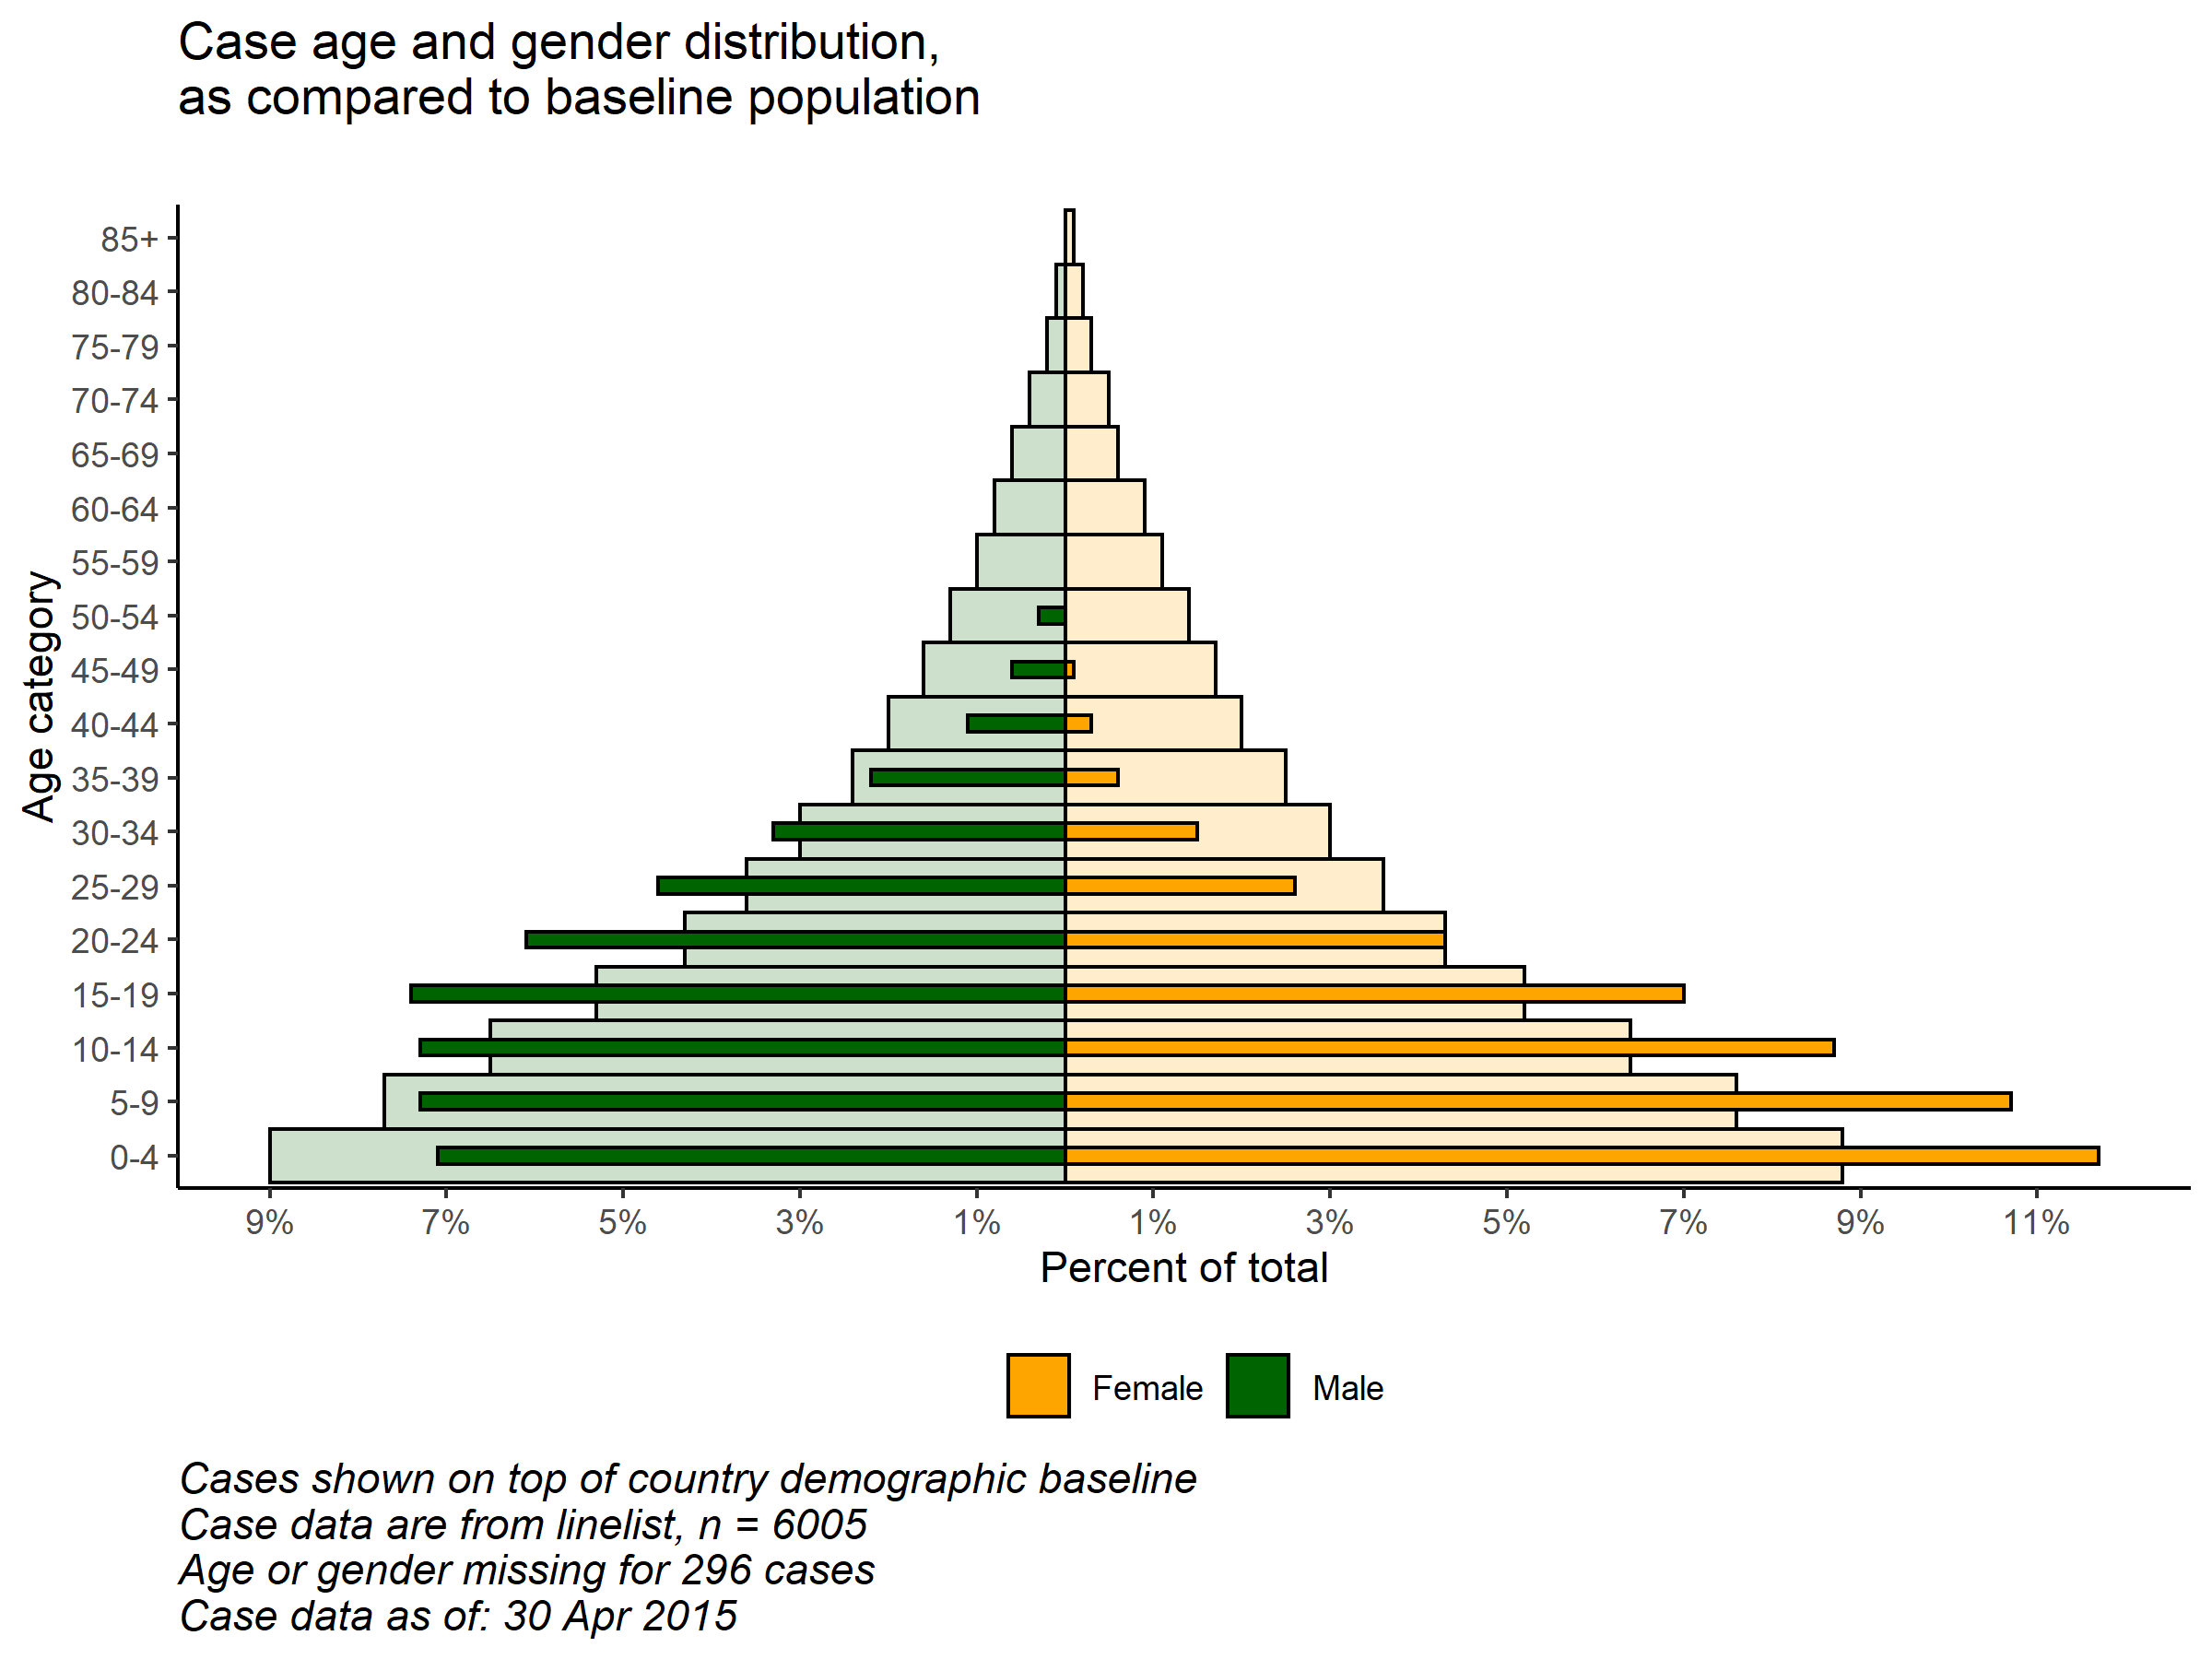 Case age and gender distribution,
as compared to baseline population
85+
80-84
75-79
70-74
65-69
60-64
55-59
50-54
45-49
40-44
35-39
30-34
25-29
20-24
15-19
10-14
5-9
0-4
Age category
9% 7% 5% 3% 1% 1% 3% 5% 7% 9% 11%
Percent of total
Female Male
Cases shown on top of country demographic baseline
Case data are from linelist, n = 6005
Age or gender missing for 296 cases
Case data as of: 30 Apr 2015